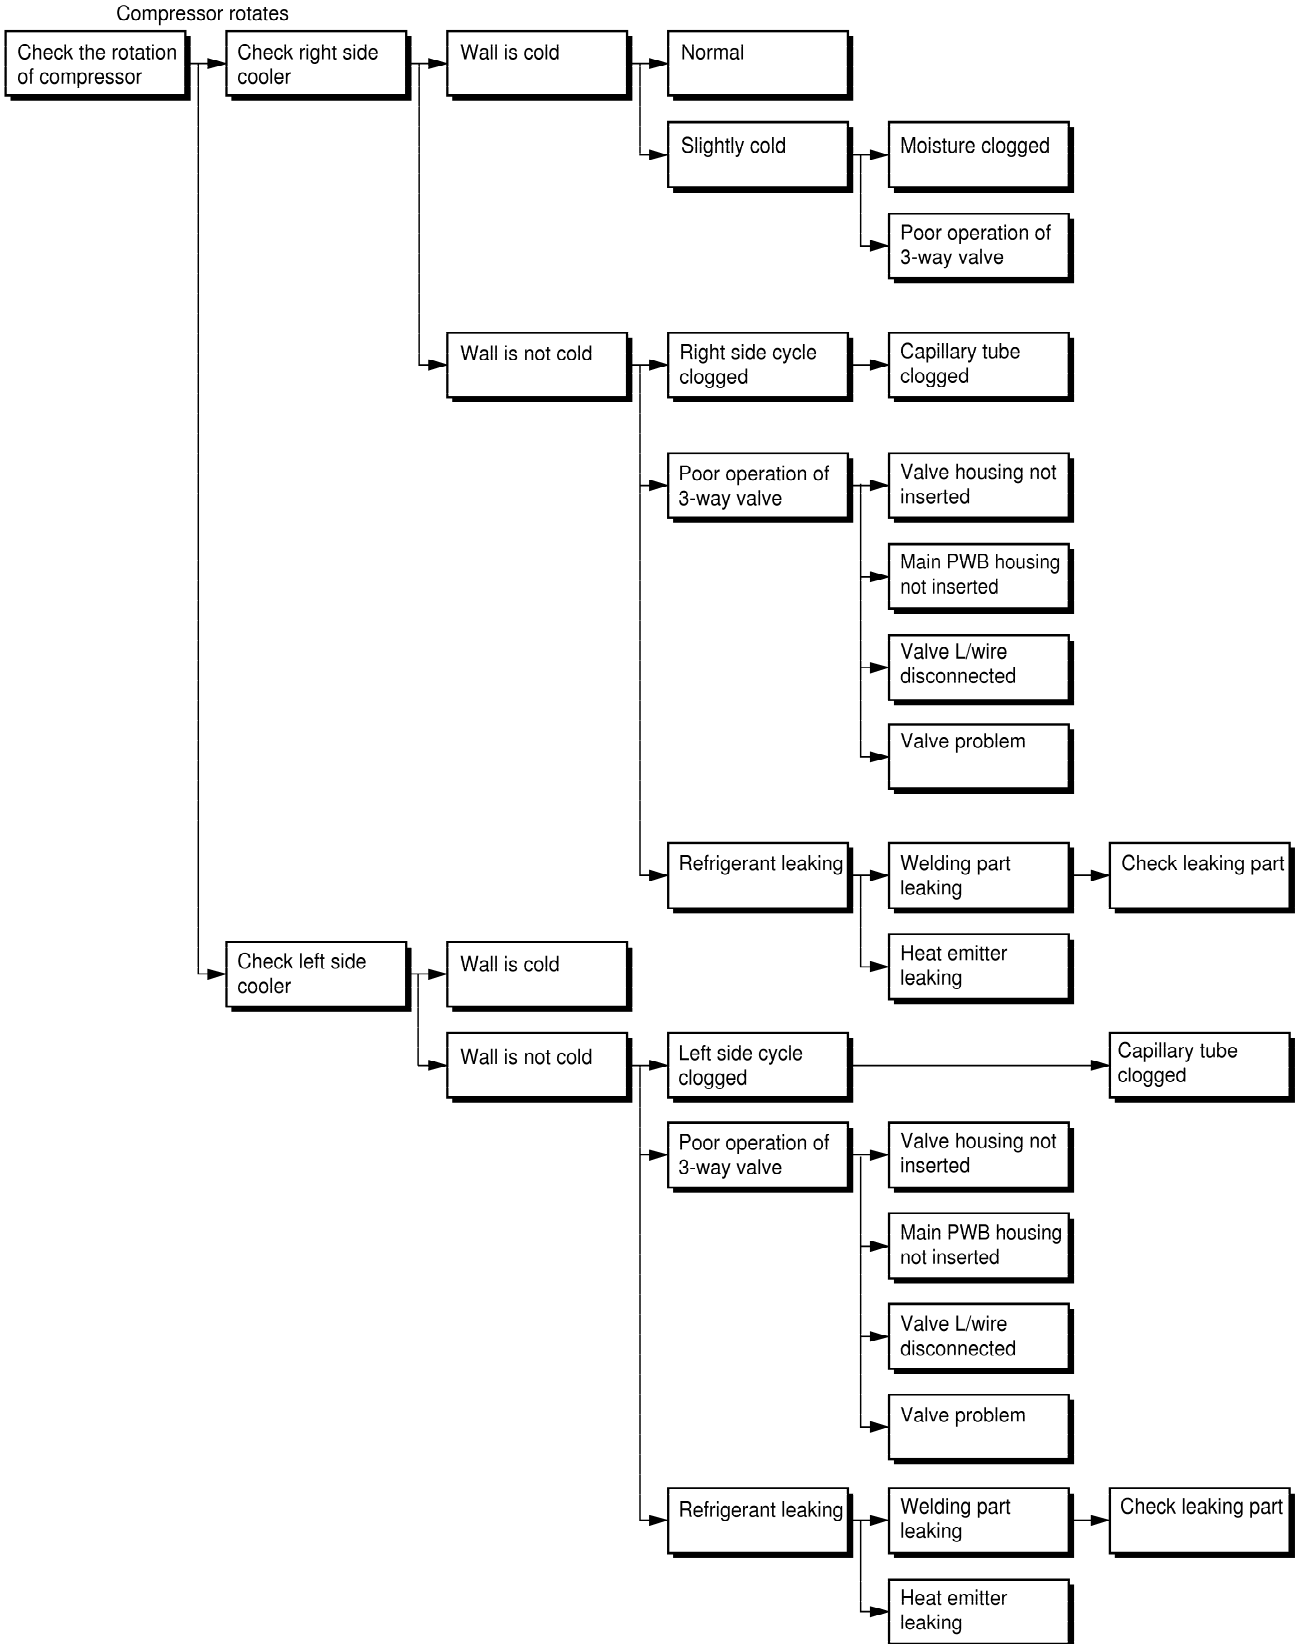 Compressor rotates
Check the rotation
of compressor
Check right side
cooler
Wall is cold
Normal
Slightly cold
Moisture clogged
Poor operation of
3-way valve
Wall is not cold
Right side cycle
clogged
Capillary tube
clogged
Poor operation of
3-way valve
Valve housing not
inserted
Main PWB housing
not inserted
Valve L/wire
disconnected
Valve problem
Refrigerant leaking
Welding part
leaking
Check leaking part
Heat emitter
leaking
Check left side
cooler
Wall is cold
Wall is not cold
Left side cycle
clogged
Capillary tube
clogged
Poor operation of
3-way valve
Valve housing not
inserted
Main PWB housing
not inserted
Valve L/wire
disconnected
Valve problem
Refrigerant leaking
Welding part
leaking
Check leaking part
Heat emitter
leaking